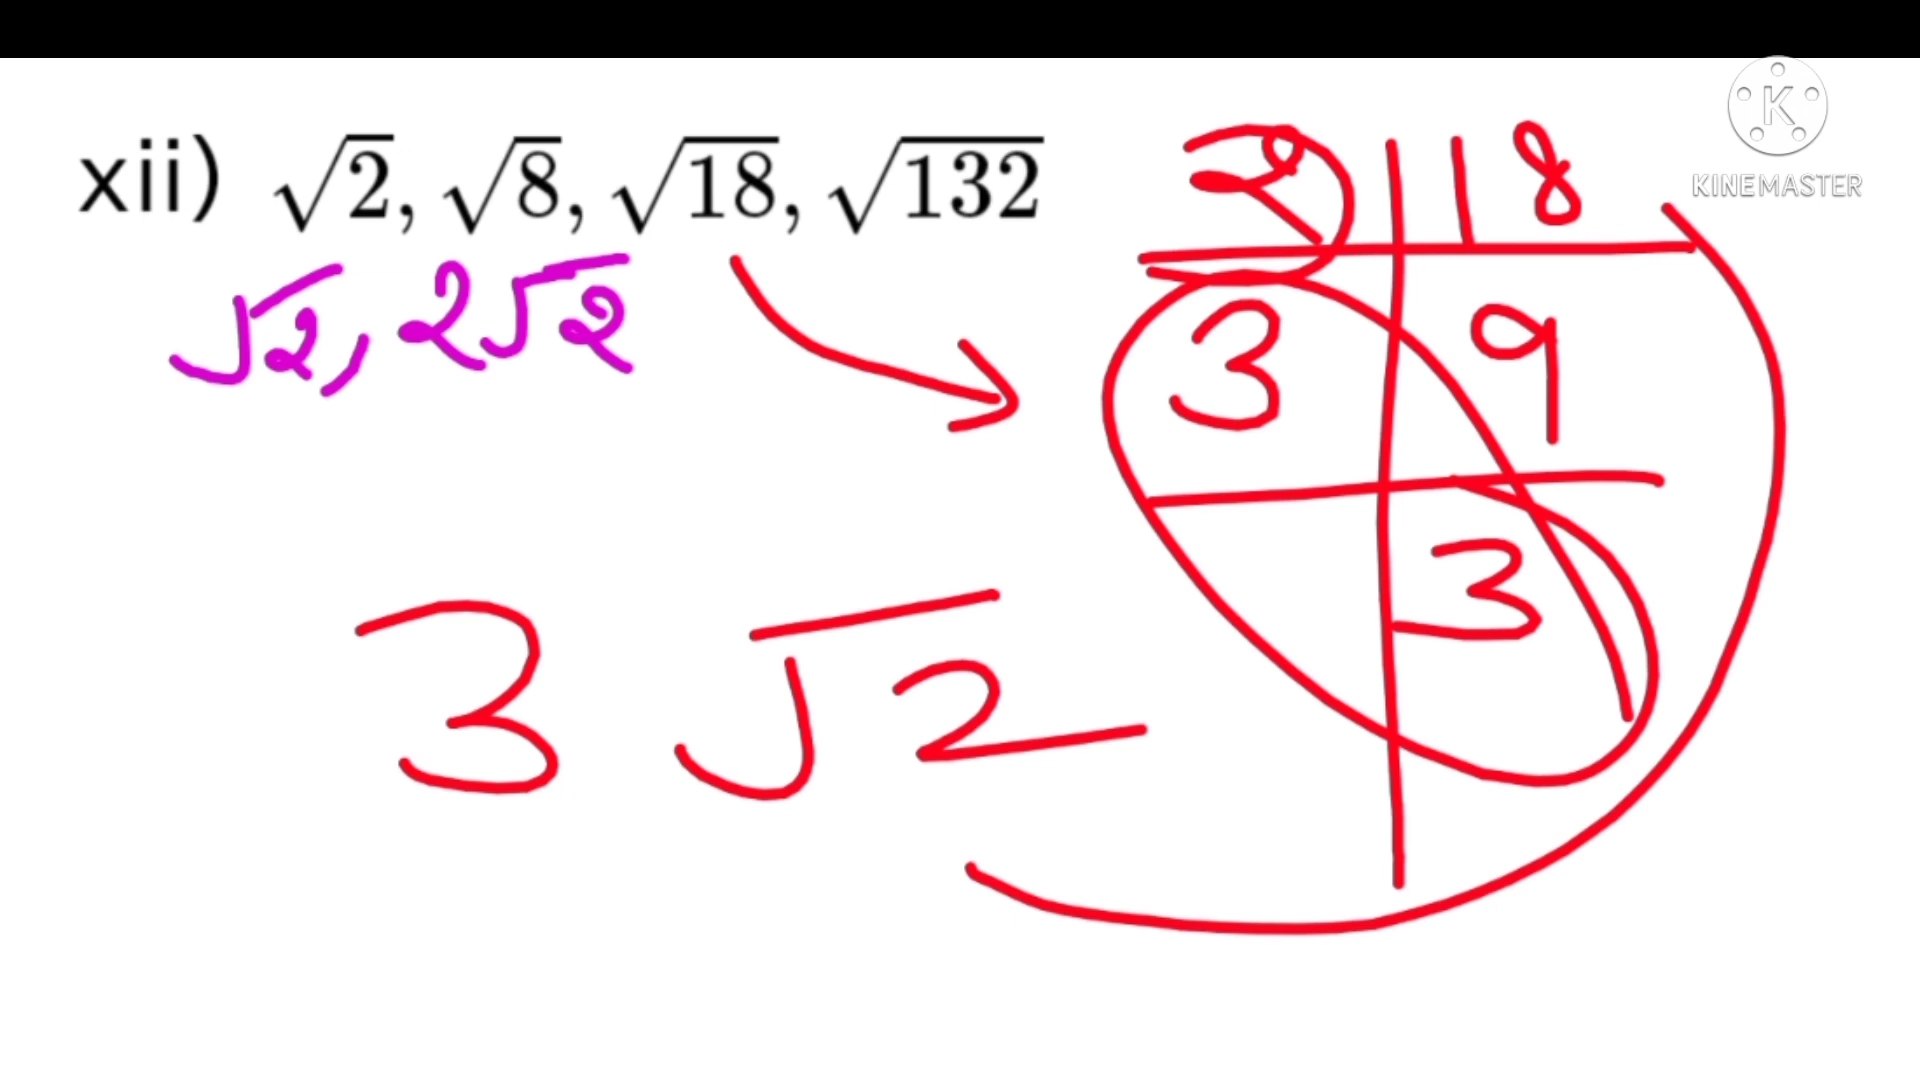 xii) √2, √8, √18, √132
√2, 2√2
2 | 18
3 | 9
3
3 √2
K
KINEMASTER